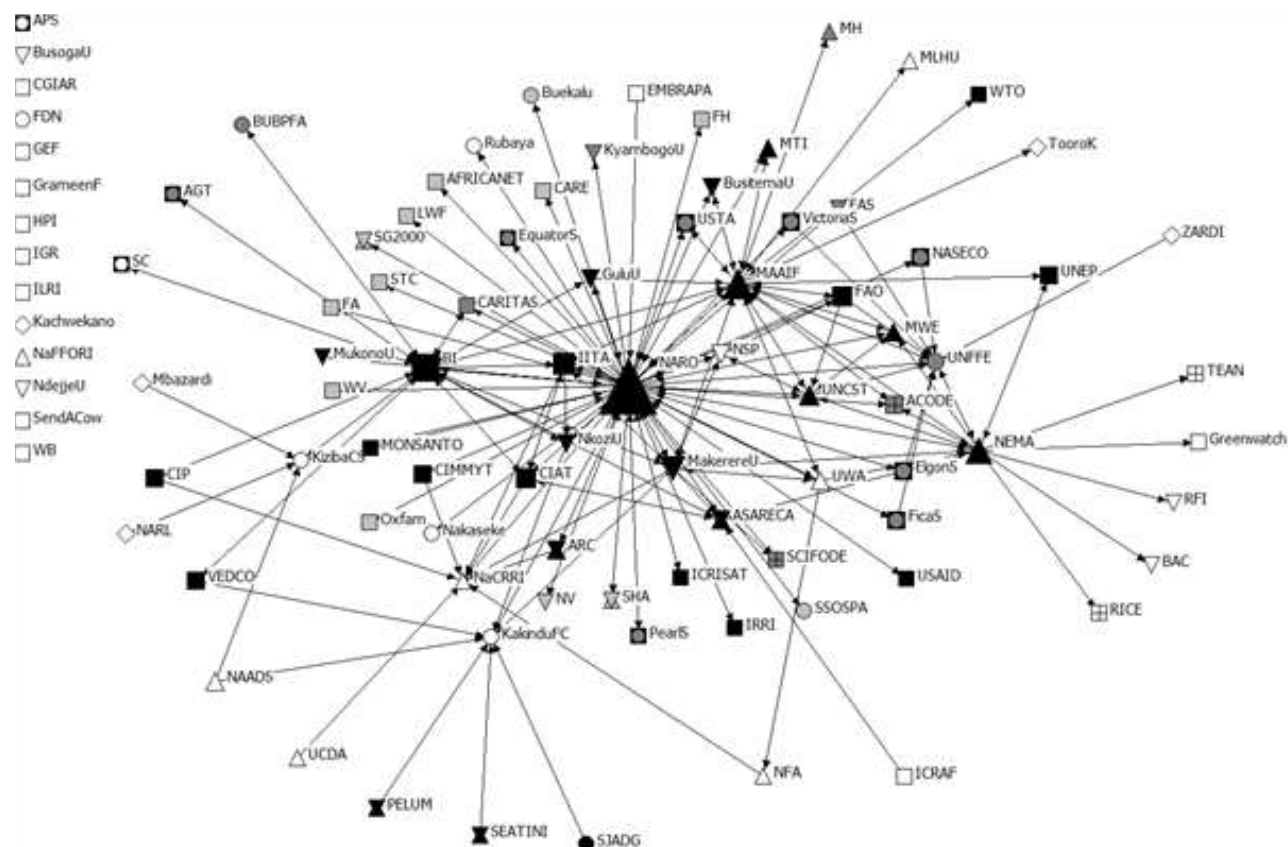 APS
BusogaU
CGIAR
FDN
GEF
GrameenF
HPI
IGR
ILRI
Kachwekano
NaFFORI
NdejjeU
SendACow
WB
MH
MLHU
EMBRAPA
Buekalu
WTO
FH
BUBPFA
Rubaya
KyambogoU
MTI
TooroK
AFRICANET
CARE
BusitemaU
AGT
LWF
USTA
FAS
VictoriaS
SG2000
EquatorS
ZARDI
SC
NASECO
STC
GuluU
MAAIF
UNEP
FA
CARITAS
FAO
MWE
MukonoU
BI
IITA
NARO
NSP
UNFFE
TEAN
Mbazardi
WV
UNCST
ACODE
MONSANTO
NkoziU
NEMA
Greenwatch
KizibaCS
CIP
CIMMYT
CIAT
MakerereU
UWA
ElgonS
RFI
Oxfam
Nakaseke
ASARECA
FicaS
NARL
ARC
SCIFODE
BAC
VEDCO
NaCRRI
ICRISAT
USAID
NV
SHA
SSOSPA
RICE
KakinduFC
PearlS
IRRI
NAADS
UCDA
NFA
ICRAF
PELUM
SEATINI
SJADG